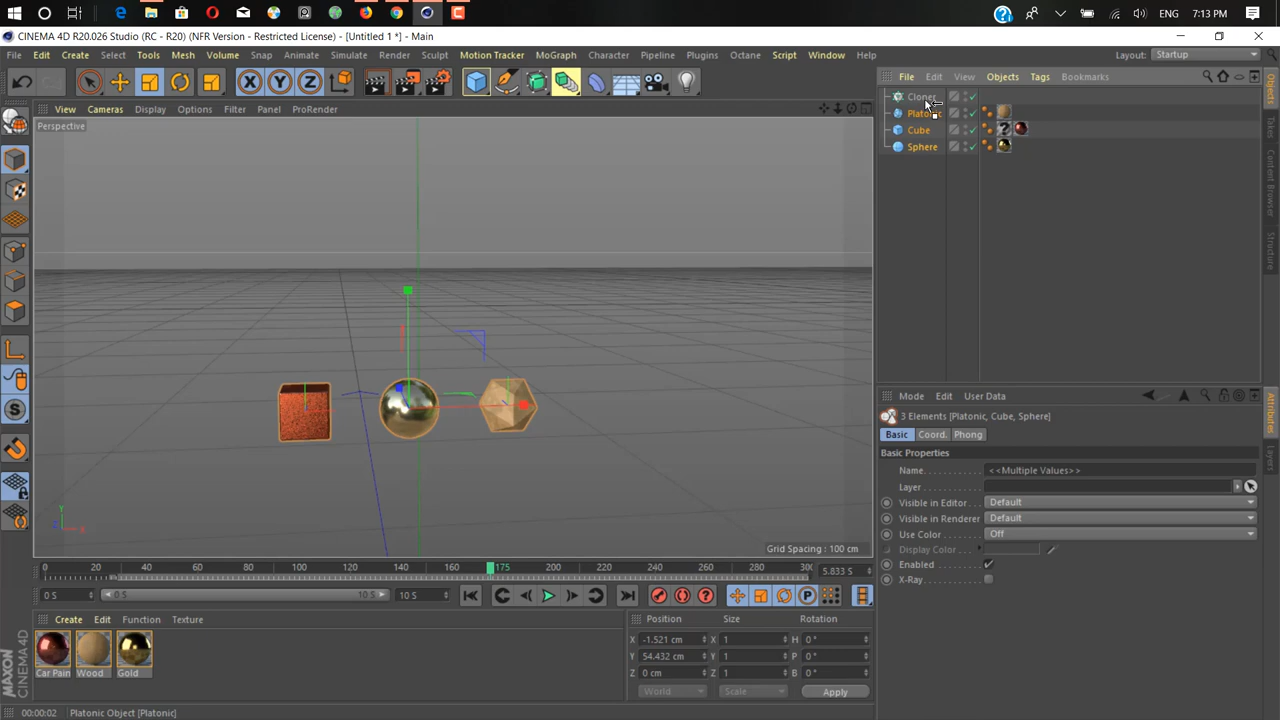 ENG 7:13 PM
CINEMA 4D R20.026 Studio (RC - R20) (NFR Version - Restricted License) - [Untitled 1 *] - Main
File Edit Create Select Tools Mesh Volume Snap Animate Simulate Render Sculpt Motion Tracker MoGraph Character Pipeline Plugins Octane Script Window Help Layout: Startup
File Edit View Objects Tags Bookmarks
View Cameras Display Options Filter Panel ProRender
Perspective
Cloner
Platonic
Cube
Sphere
Objects
Takes
Content Browser
Structure
Mode Edit User Data
3 Elements [Platonic, Cube, Sphere]
Basic Coord. Phong
Basic Properties
Name <<Multiple Values>>
Layer
Visible in Editor Default
Visible in Renderer Default
Use Color Off
Display Color
Enabled
X-Ray
Attributes
Layers
Y
X
Z
Grid Spacing : 100 cm
0 20 40 60 80 100 120 140 160 175 200 220 240 260 280 300 5.833 S
0 S 0 S 10 S 10 S
Create Edit Function Texture
Car Pain Wood Gold
Position Size Rotation
X -1.521 cm X 1 H 0 °
Y 54.432 cm Y 1 P 0 °
Z 0 cm Z 1 B 0 °
World Scale Apply
MAXON CINEMA 4D
00:00:02 Platonic Object [Platonic]